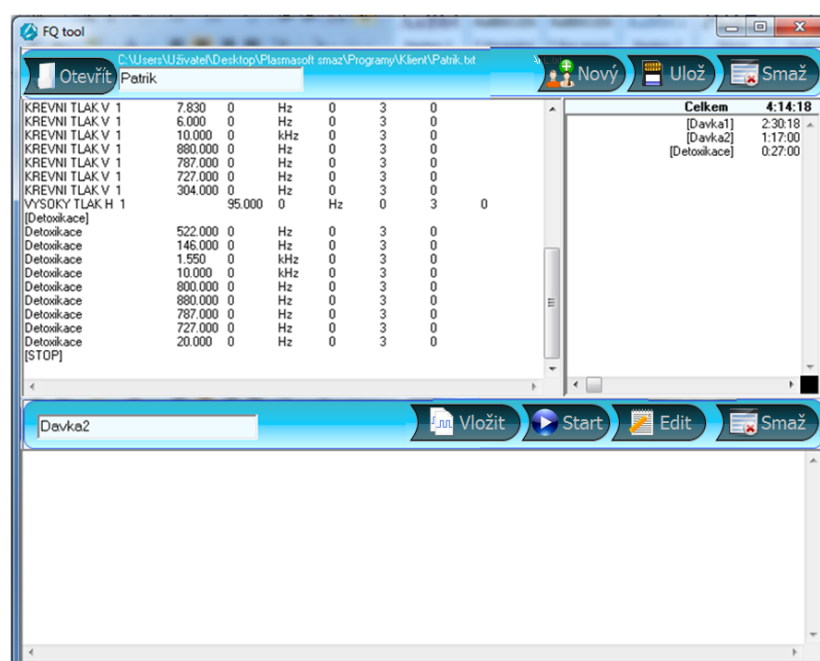 FQ tool
C:\Users\Uživatel\Desktop\Plasmasoft smaz\Programy\Klient\Patrik.txt
Otevřít Patrik Nový Ulož Smaž
KREVNI TLAK V 1 7.830 0 Hz 0 3 0
KREVNI TLAK V 1 6.000 0 Hz 0 3 0
KREVNI TLAK V 1 10.000 0 kHz 0 3 0
KREVNI TLAK V 1 880.000 0 Hz 0 3 0
KREVNI TLAK V 1 787.000 0 Hz 0 3 0
KREVNI TLAK V 1 727.000 0 Hz 0 3 0
KREVNI TLAK V 1 304.000 0 Hz 0 3 0
VYSOKY TLAK H 1 95.000 0 Hz 0 3 0
[Detoxikace]
Detoxikace 522.000 0 Hz 0 3 0
Detoxikace 146.000 0 Hz 0 3 0
Detoxikace 1.550 0 kHz 0 3 0
Detoxikace 10.000 0 kHz 0 3 0
Detoxikace 800.000 0 Hz 0 3 0
Detoxikace 880.000 0 Hz 0 3 0
Detoxikace 787.000 0 Hz 0 3 0
Detoxikace 727.000 0 Hz 0 3 0
Detoxikace 20.000 0 Hz 0 3 0
[STOP]
Celkem 4:14:18
[Davka1] 2:30:18
[Davka2] 1:17:00
[Detoxikace] 0:27:00
Davka2 Vložit Start Edit Smaž